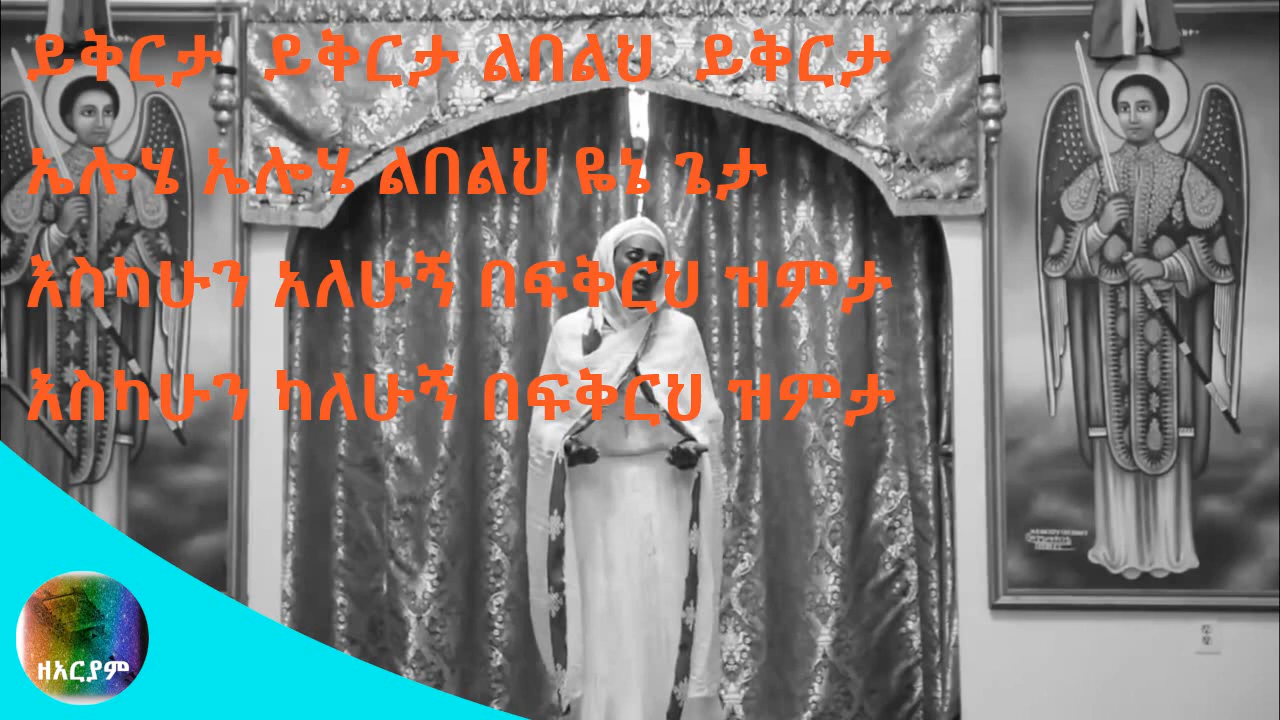 ይቅርታ ይቅርታ ልበልህ ይቅርታ
ኤሎሄ ኤሎሄ ልበልህ ዬኔ ጌታ
እስካሁን አለሁኝ በፍቅርህ ዝምታ
እስካሁን ካለሁኝ በፍቅርህ ዝምታ
ዘአርያም